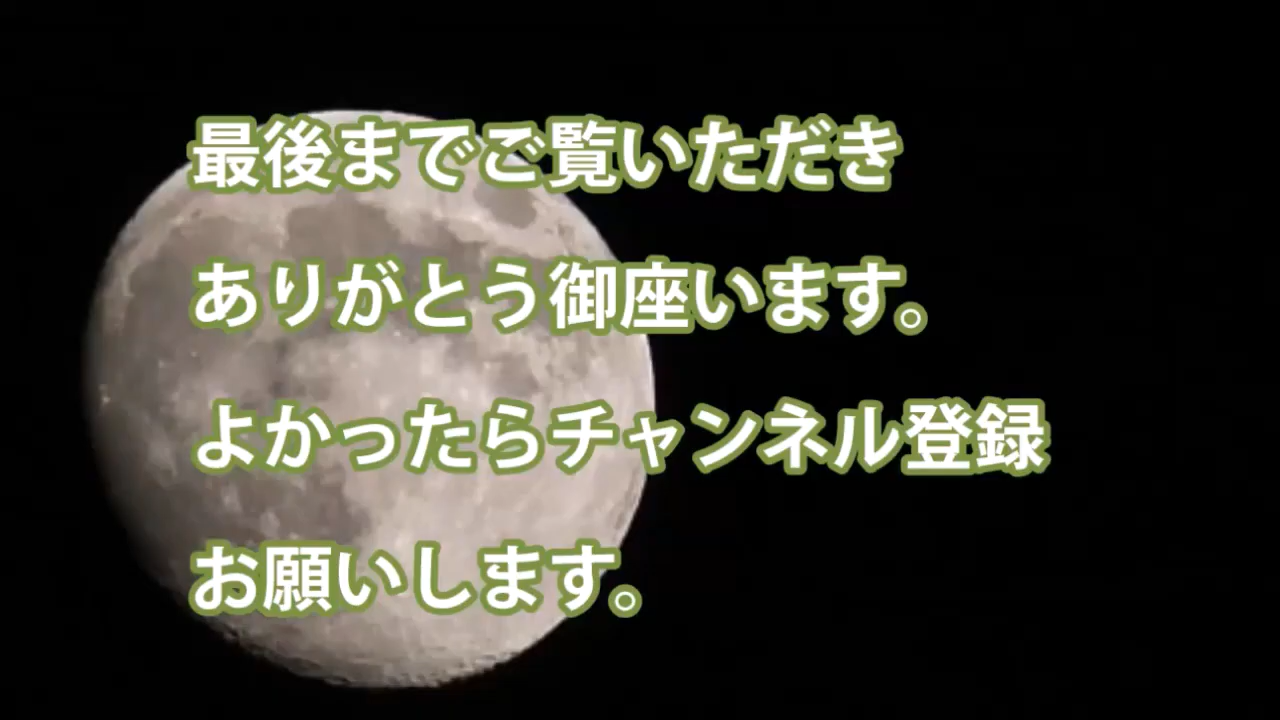 最後までご覧いただき
ありがとう御座います。
よかったらチャンネル登録
お願いします。